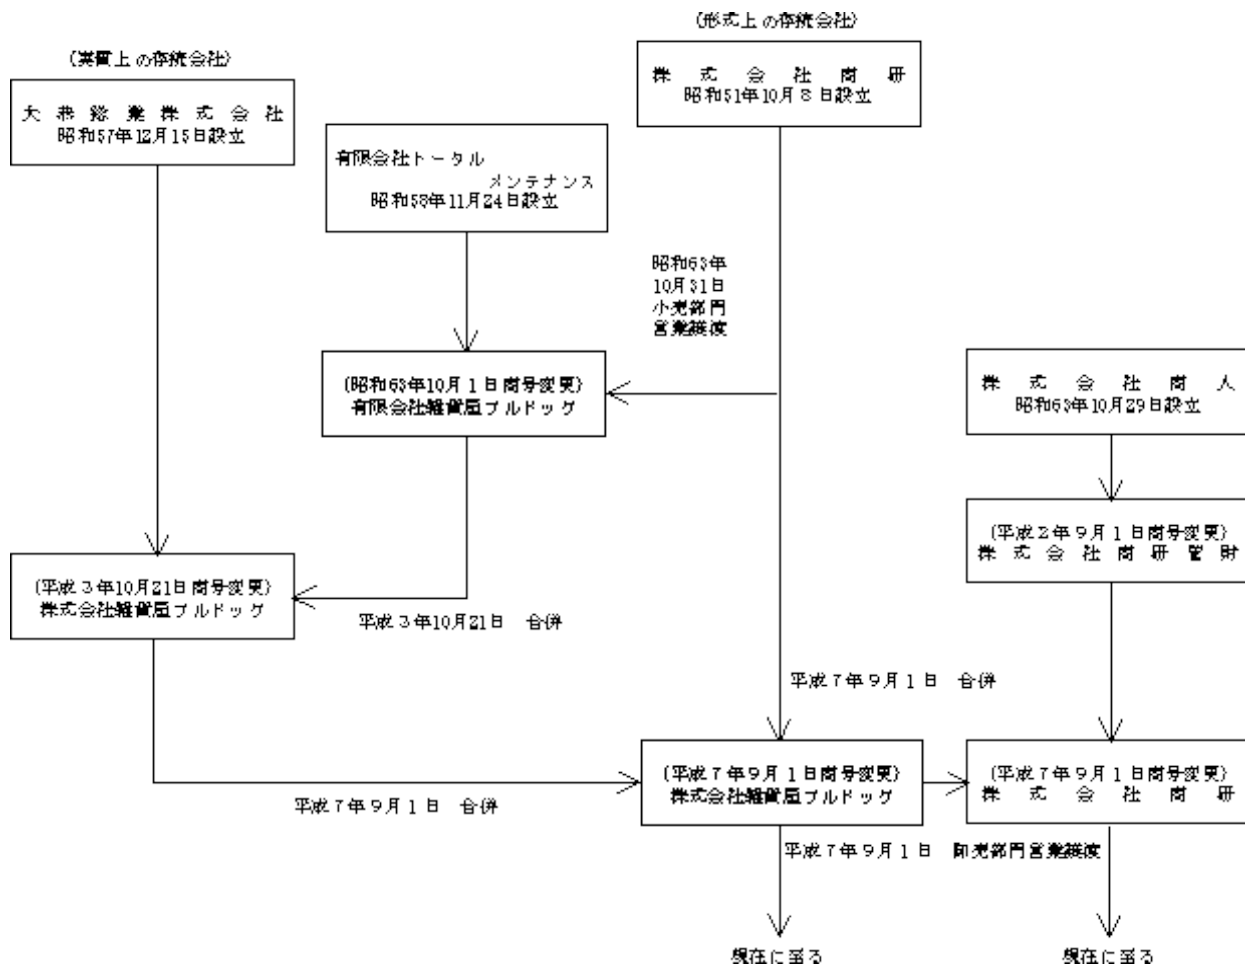 (形式上の存続会社)
(実質上の存続会社)
株式会社商研
昭和51年10月8日設立
大恭総業株式会社
昭和57年12月15日設立
有限会社トータル
メンテナンス
昭和58年11月24日設立
昭和63年
10月31日
小売部門
営業譲渡
(昭和63年10月1日商号変更)
有限会社雑貨屋ブルドッグ
株式会社商人
昭和63年10月29日設立
(平成2年9月1日商号変更)
株式会社商研管財
(平成3年10月21日商号変更)
株式会社雑貨屋ブルドッグ
平成3年10月21日 合併
平成7年9月1日 合併
(平成7年9月1日商号変更)
株式会社雑貨屋ブルドッグ
(平成7年9月1日商号変更)
株式会社商研
平成7年9月1日 合併
平成7年9月1日 卸売部門営業譲渡
現在に至る
現在に至る